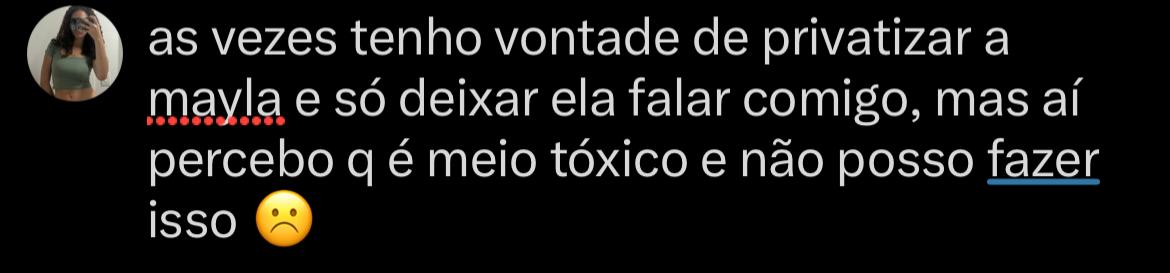 as vezes tenho vontade de privatizar a
mayla e só deixar ela falar comigo, mas aí
percebo q é meio tóxico e não posso fazer
isso ☹️